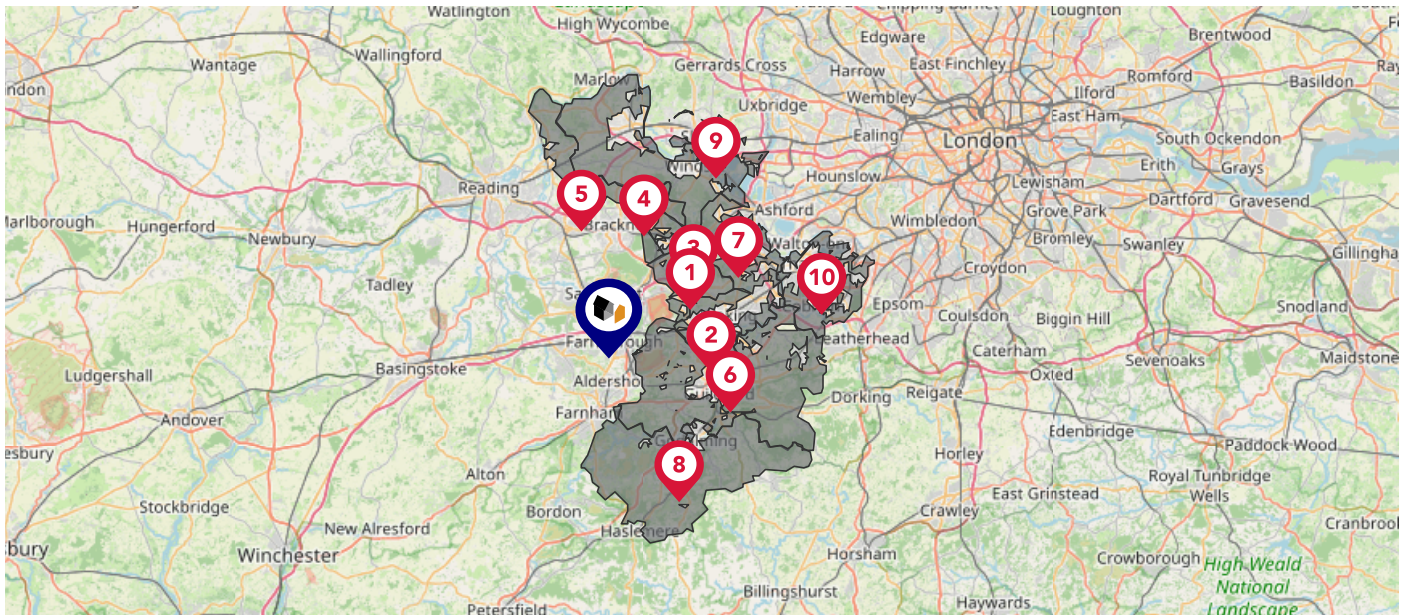 Watlington
High Wycombe
Loughton
Edgware
Brentwood
Wallingford
Wantage
Gerrards Cross
East Finchley
Harrow
Romford
Marlow
Basildon
Wembley
Ilford
Uxbridge
East Ham
Ealing
South Ockendon
London
9
Erith
Grays
Reading
Hounslow
Lewisham
5
4
Dartford
Gravesend
Ashford
Grove Park
Marlborough
Hungerford
Wimbledon
Newbury
7
Bromley
Swanley
3
1
10
Croydon
Tadley
Epsom
Snodland
Coulsdon
Biggin Hill
2
Leatherhead
Farnborough
Caterham
Sevenoaks
Maidstone
Basingstoke
Oxted
Ludgershall
6
Reigate
Dorking
Andover
Edenbridge
Paddock Wood
8
Horley
Alton
Royal Tunbridge
Wells
East Grinstead
Stockbridge
Bordon
Crawley
New Alresford
Haslemere
Winchester
Horsham
Crowborough
High Weald
National
Landscape
Billingshurst
Haywards
Petersfield